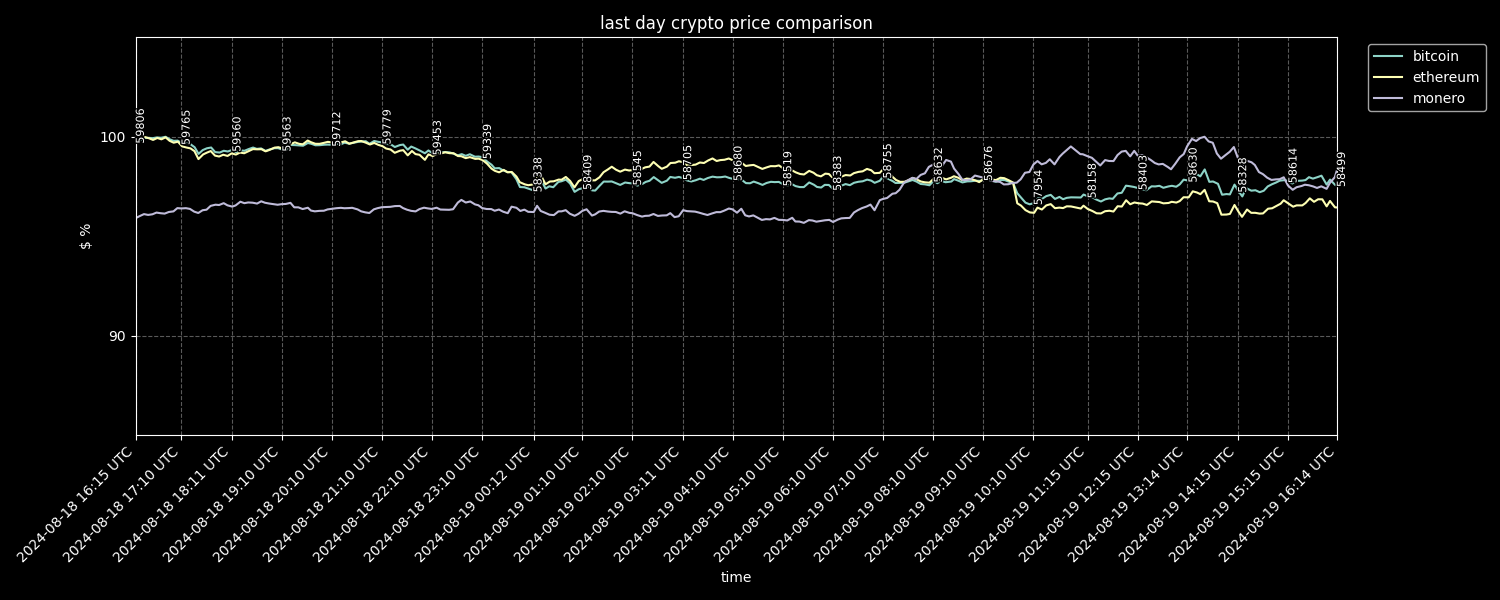 last day crypto price comparison
bitcoin
ethereum
monero
$ %
100
90
59806
59765
59560
59563
59712
59779
59453
59339
58338
58409
58545
58705
58680
58519
58383
58755
58632
58676
57954
58158
58403
58630
58328
58614
58499
2024-08-18 16:15 UTC
2024-08-18 17:10 UTC
2024-08-18 18:11 UTC
2024-08-18 19:10 UTC
2024-08-18 20:10 UTC
2024-08-18 21:10 UTC
2024-08-18 22:10 UTC
2024-08-18 23:10 UTC
2024-08-19 00:12 UTC
2024-08-19 01:10 UTC
2024-08-19 02:10 UTC
2024-08-19 03:11 UTC
2024-08-19 04:10 UTC
2024-08-19 05:10 UTC
2024-08-19 06:10 UTC
2024-08-19 07:10 UTC
2024-08-19 08:10 UTC
2024-08-19 09:10 UTC
2024-08-19 10:10 UTC
2024-08-19 11:15 UTC
2024-08-19 12:15 UTC
2024-08-19 13:14 UTC
2024-08-19 14:15 UTC
2024-08-19 15:15 UTC
2024-08-19 16:14 UTC
time